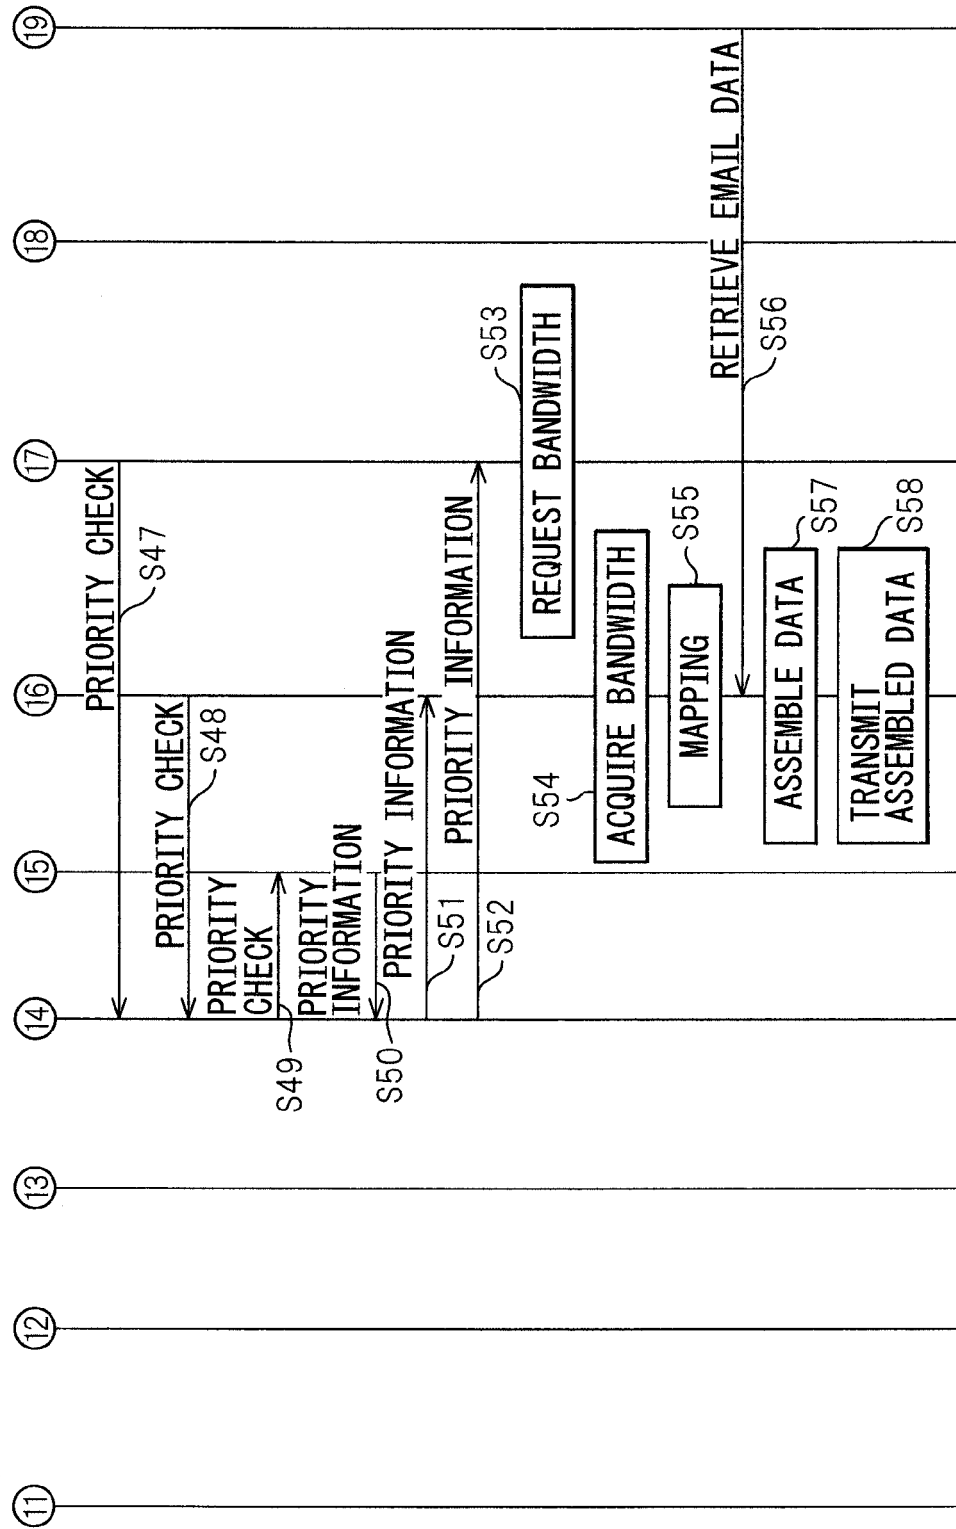 11
12
13
14
15
16
17
18
19
PRIORITY CHECK
S47
PRIORITY CHECK
S48
PRIORITY
CHECK
S49
PRIORITY
INFORMATION
S50
PRIORITY INFORMATION
S51
PRIORITY INFORMATION
S52
REQUEST BANDWIDTH
S53
S54
ACQUIRE BANDWIDTH
MAPPING
S55
RETRIEVE EMAIL DATA
S56
ASSEMBLE DATA
S57
TRANSMIT
ASSEMBLED DATA
S58